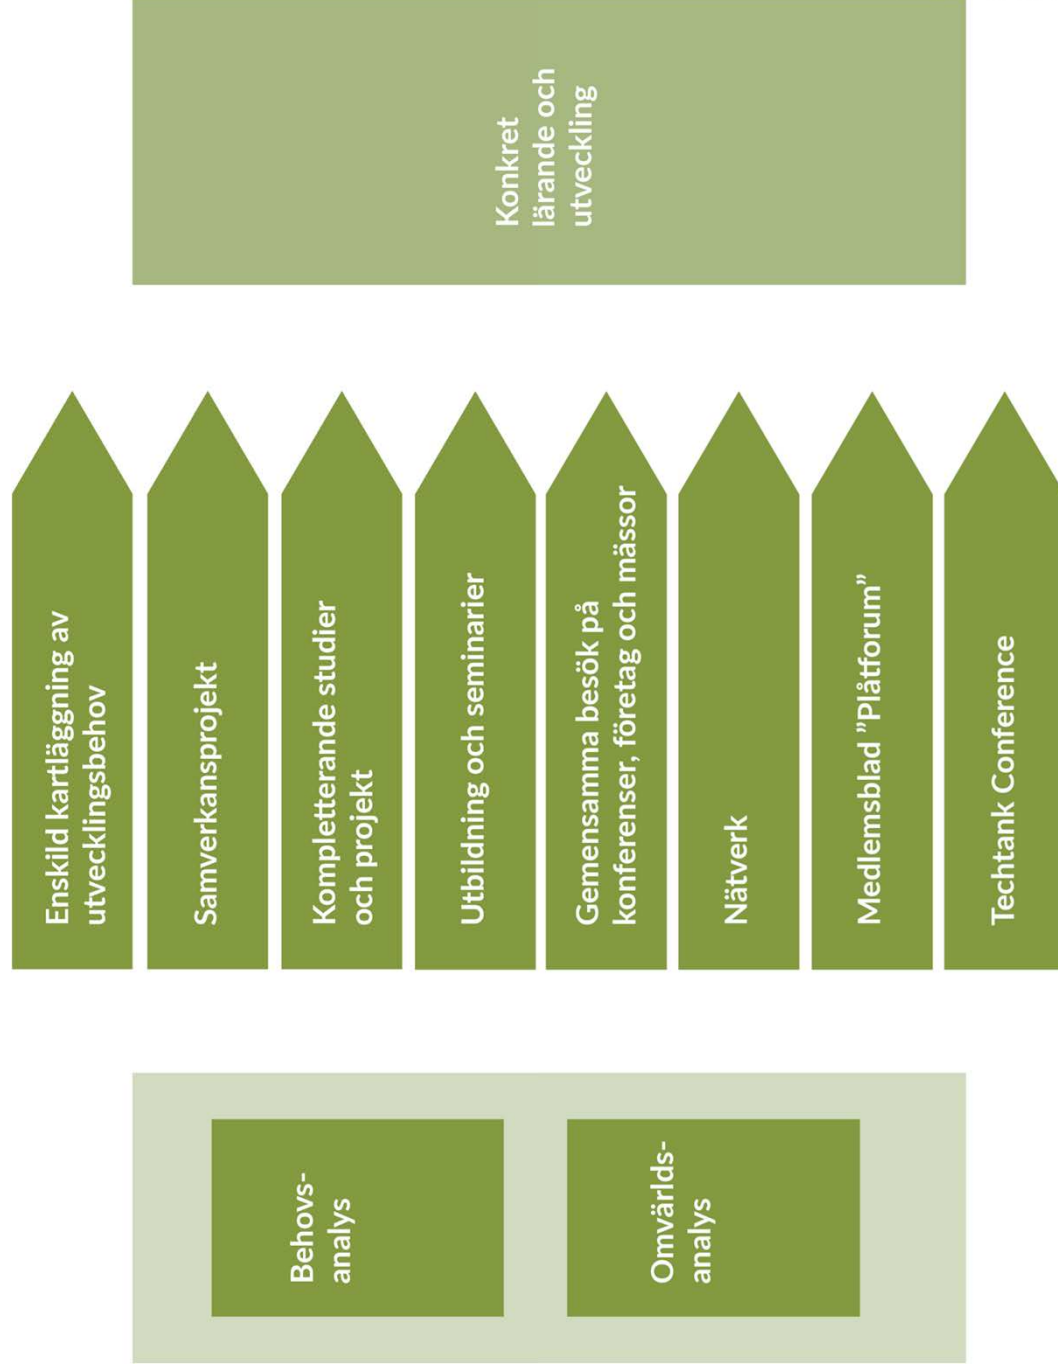 Behovs-
analys
Omvärlds-
analys
Enskild kartläggning av
utvecklingsbehov
Samverkansprojekt
Kompletterande studier
och projekt
Utbildning och seminarier
Gemensamma besök på
konferenser, företag och mässor
Nätverk
Medlemsblad ”Plåtforum”
Techtank Conference
Konkret
lärande och
utveckling